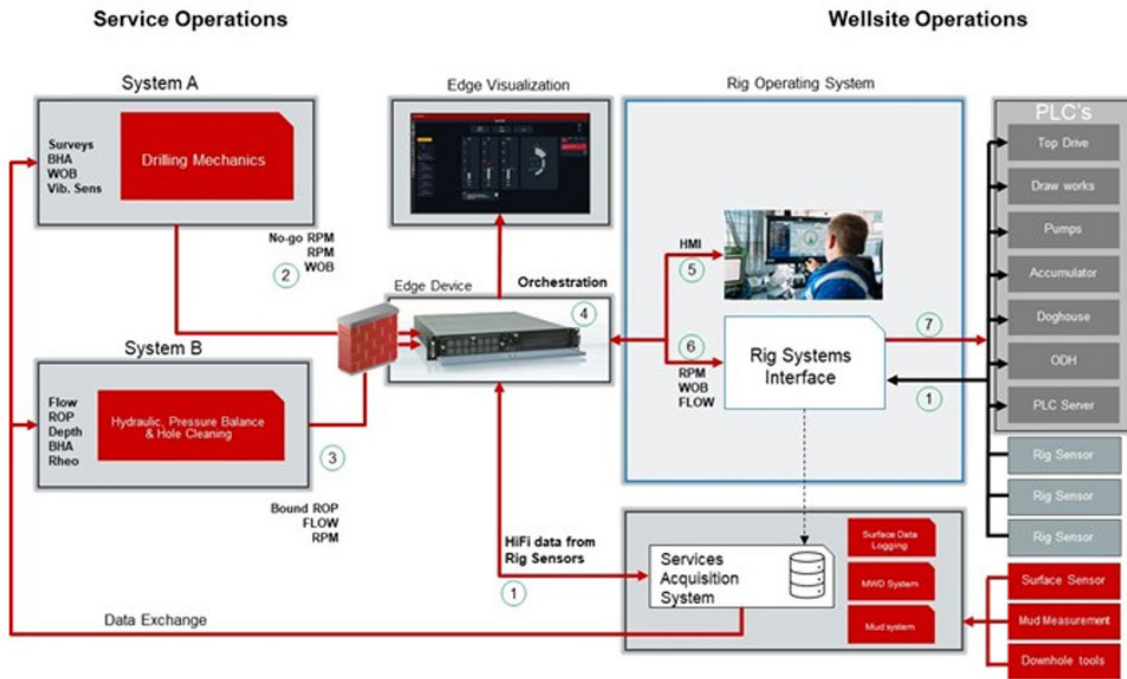 Service Operations
Wellsite Operations
System A
Surveys
BHA
WOB
Vib. Sens
Drilling Mechanics
No-go RPM
RPM
WOB
2
System B
Flow
ROP
Depth
BHA
Rheo
Hydraulic, Pressure Balance
& Hole Cleaning
3
Bound ROP
FLOW
RPM
Edge Visualization
Edge Device
Orchestration
4
HiFi data from
Rig Sensors
1
Data Exchange
Rig Operating System
HMI
5
6
RPM
WOB
FLOW
Rig Systems
Interface
7
1
Services
Acquisition
System
Surface Data
Logging
MWD System
Mud system
PLC's
Top Drive
Draw works
Pumps
Accumulator
Doghouse
ODH
PLC Server
Rig Sensor
Rig Sensor
Rig Sensor
Surface Sensor
Mud Measurement
Downhole tools